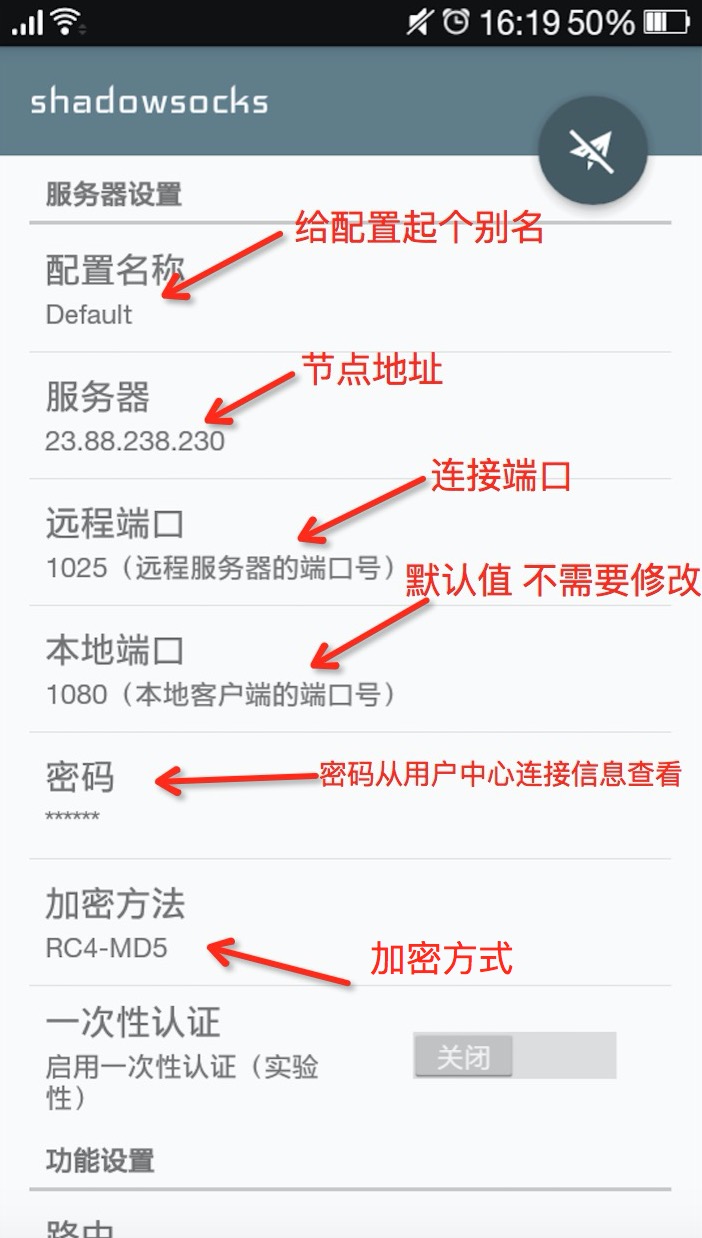 16:19 50%
shadowsocks
服务器设置
给配置起个别名
配置名称
Default
节点地址
服务器
23.88.238.230
连接端口
远程端口
1025（远程服务器的端口号）
默认值 不需要修改
本地端口
1080（本地客户端的端口号）
密码
密码从用户中心连接信息查看
******
加密方法
RC4-MD5
加密方式
一次性认证
启用一次性认证（实验
性）
关闭
功能设置
路由